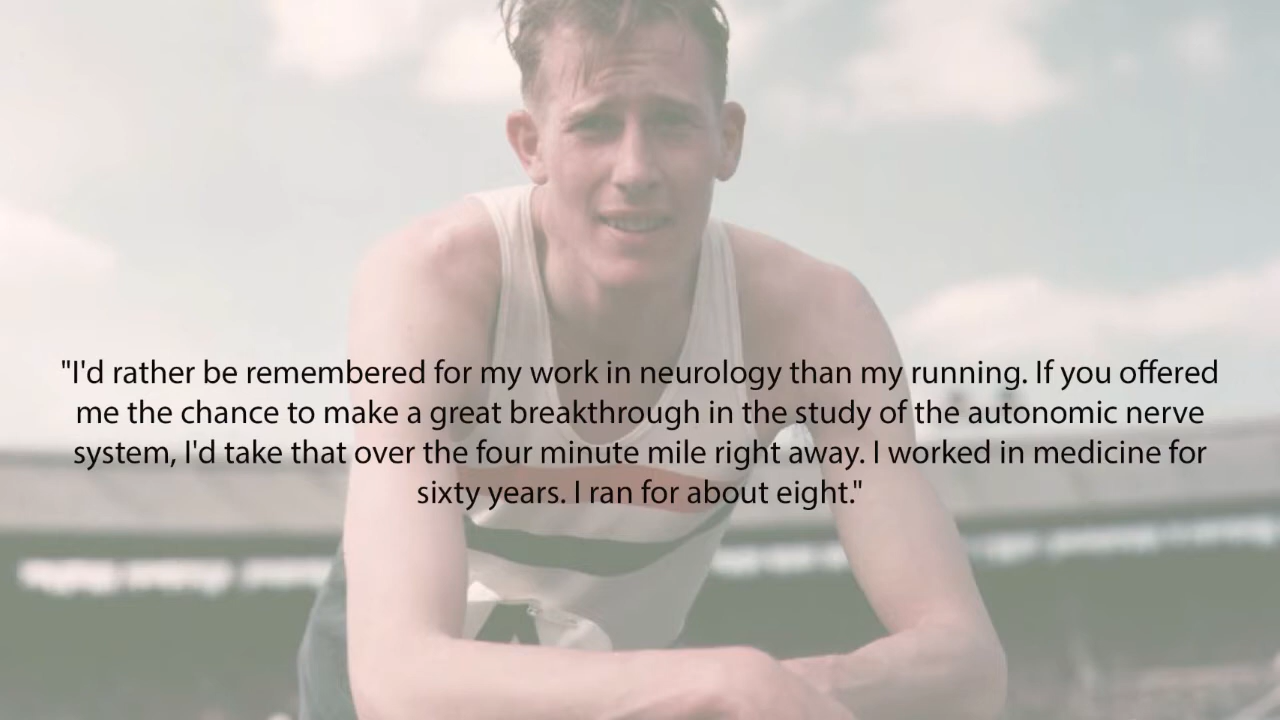 "I'd rather be remembered for my work in neurology than my running. If you offered
me the chance to make a great breakthrough in the study of the autonomic nerve
system, I'd take that over the four minute mile right away. I worked in medicine for
sixty years. I ran for about eight."